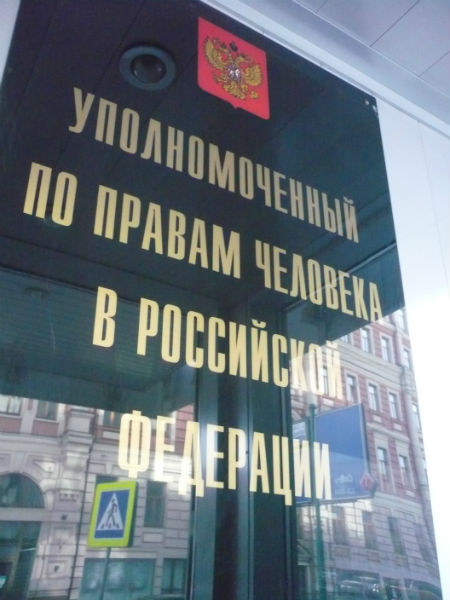 УПОЛНОМОЧЕННЫЙ
ПО ПРАВАМ ЧЕЛОВЕКА
В РОССИЙСКОЙ
ФЕДЕРАЦИИ